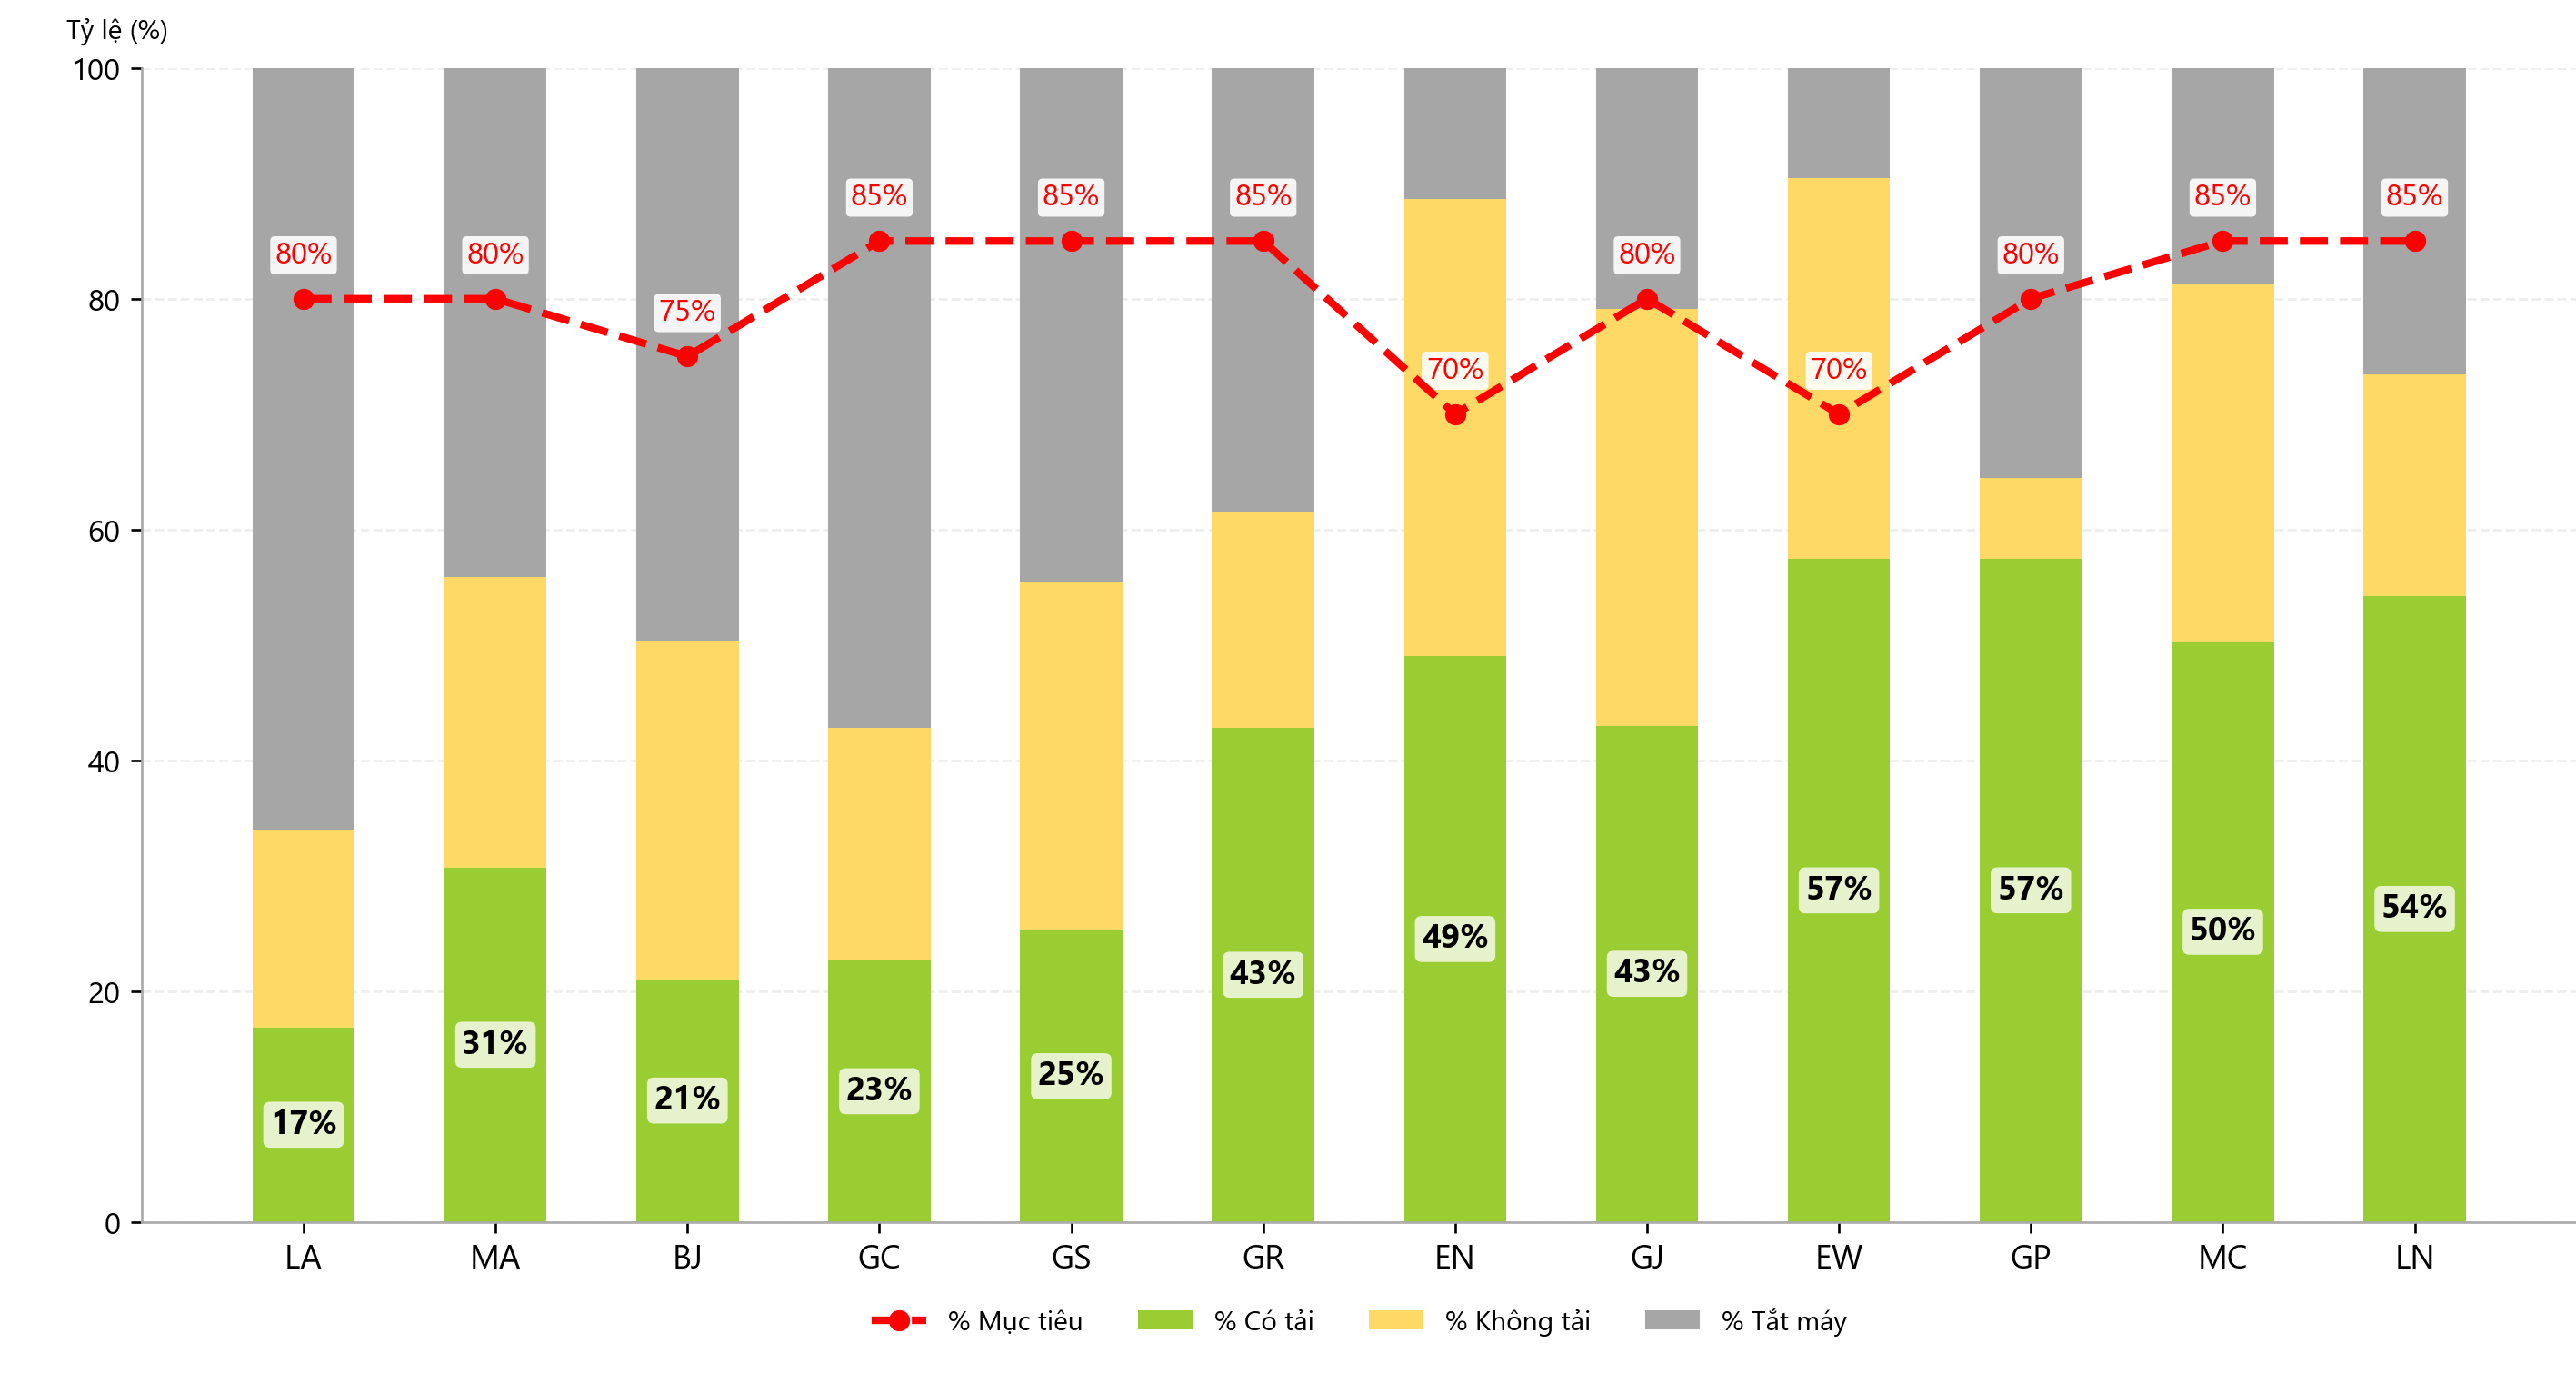 Tỷ lệ (%)
100
80
60
40
20
0
80% 80% 75% 85% 85% 85% 70% 80% 70% 80% 85% 85%
17% 31% 21% 23% 25% 43% 49% 43% 57% 57% 50% 54%
LA MA BJ GC GS GR EN GJ EW GP MC LN
% Mục tiêu % Có tải % Không tải % Tắt máy